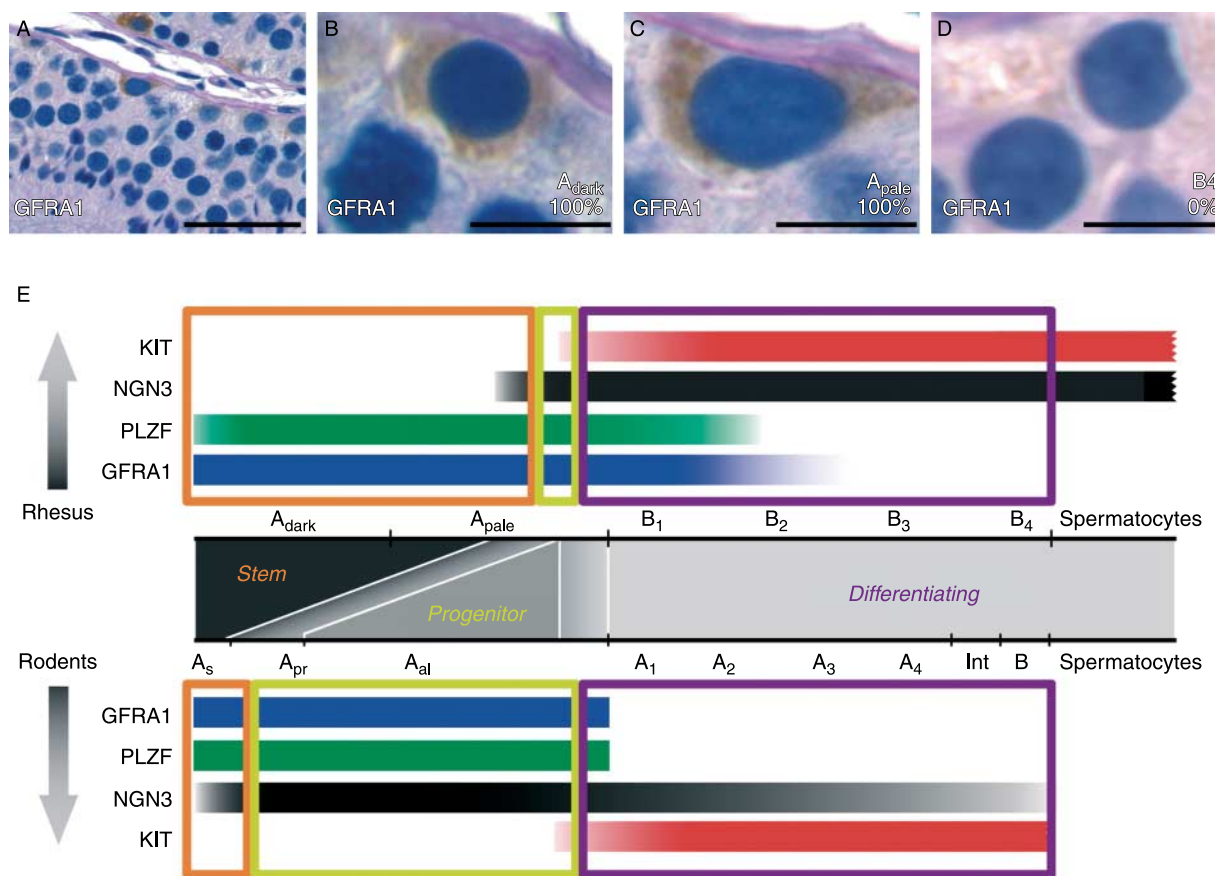 A
GFRA1
B
A_dark
100%
GFRA1
C
A_pale
100%
GFRA1
D
B4
0%
GFRA1
E
KIT
NGN3
PLZF
GFRA1
Rhesus
A_dark A_pale B_1 B_2 B_3 B_4 Spermatocytes
Stem
Progenitor
Differentiating
Rodents
A_s A_pr A_al A_1 A_2 A_3 A_4 Int B Spermatocytes
GFRA1
PLZF
NGN3
KIT